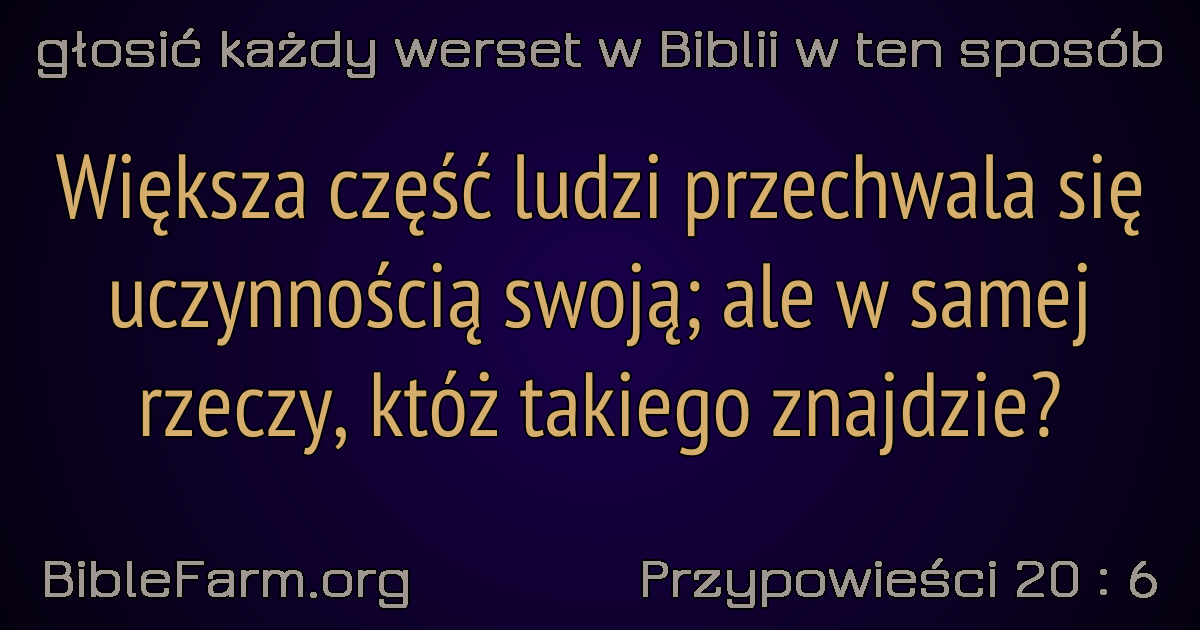 głosić każdy werset w Biblii w ten sposób
Większa część ludzi przechwala się
uczynnością swoją; ale w samej
rzeczy, któż takiego znajdzie?
BibleFarm.org
Przypowieści 20 : 6